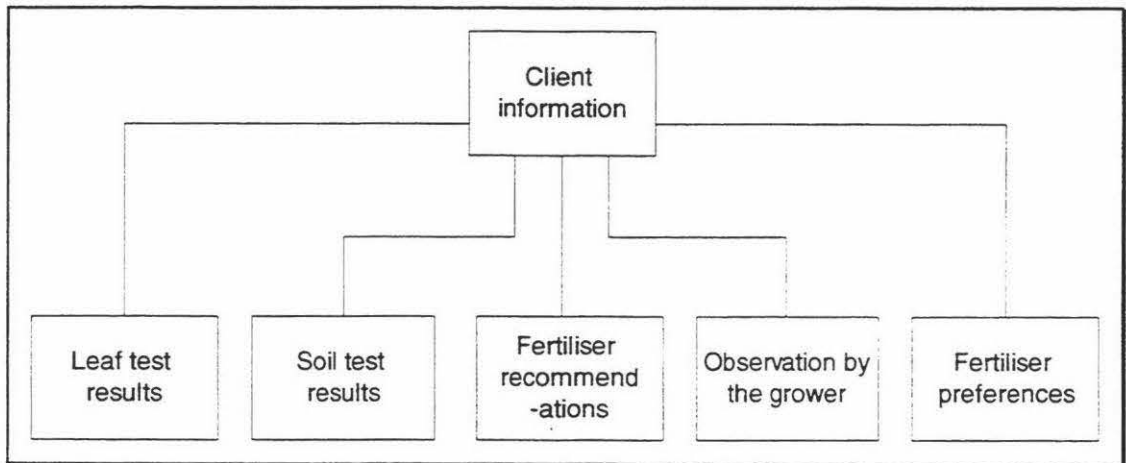 Client
information
Leaf test
results
Soil test
results
Fertiliser
recommend
-ations
Observation by
the grower
Fertiliser
preferences